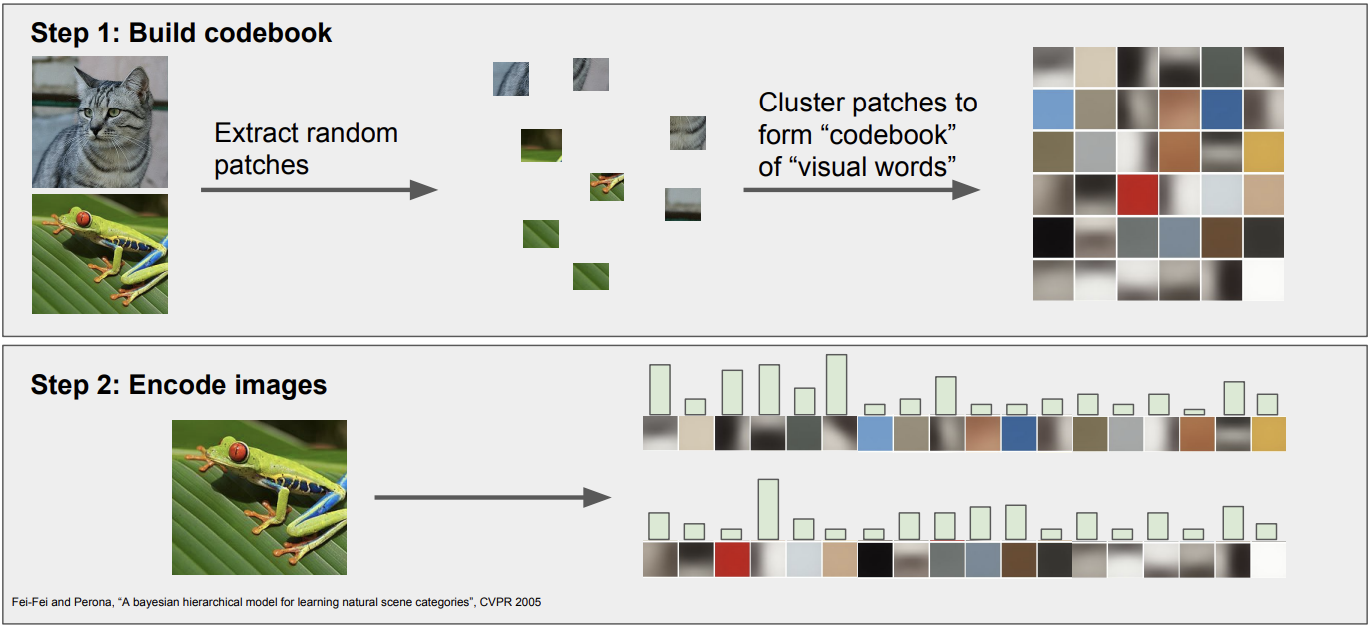 Step 1: Build codebook
Extract random
patches
Cluster patches to
form “codebook”
of “visual words”
Step 2: Encode images
Fei-Fei and Perona, “A bayesian hierarchical model for learning natural scene categories”, CVPR 2005